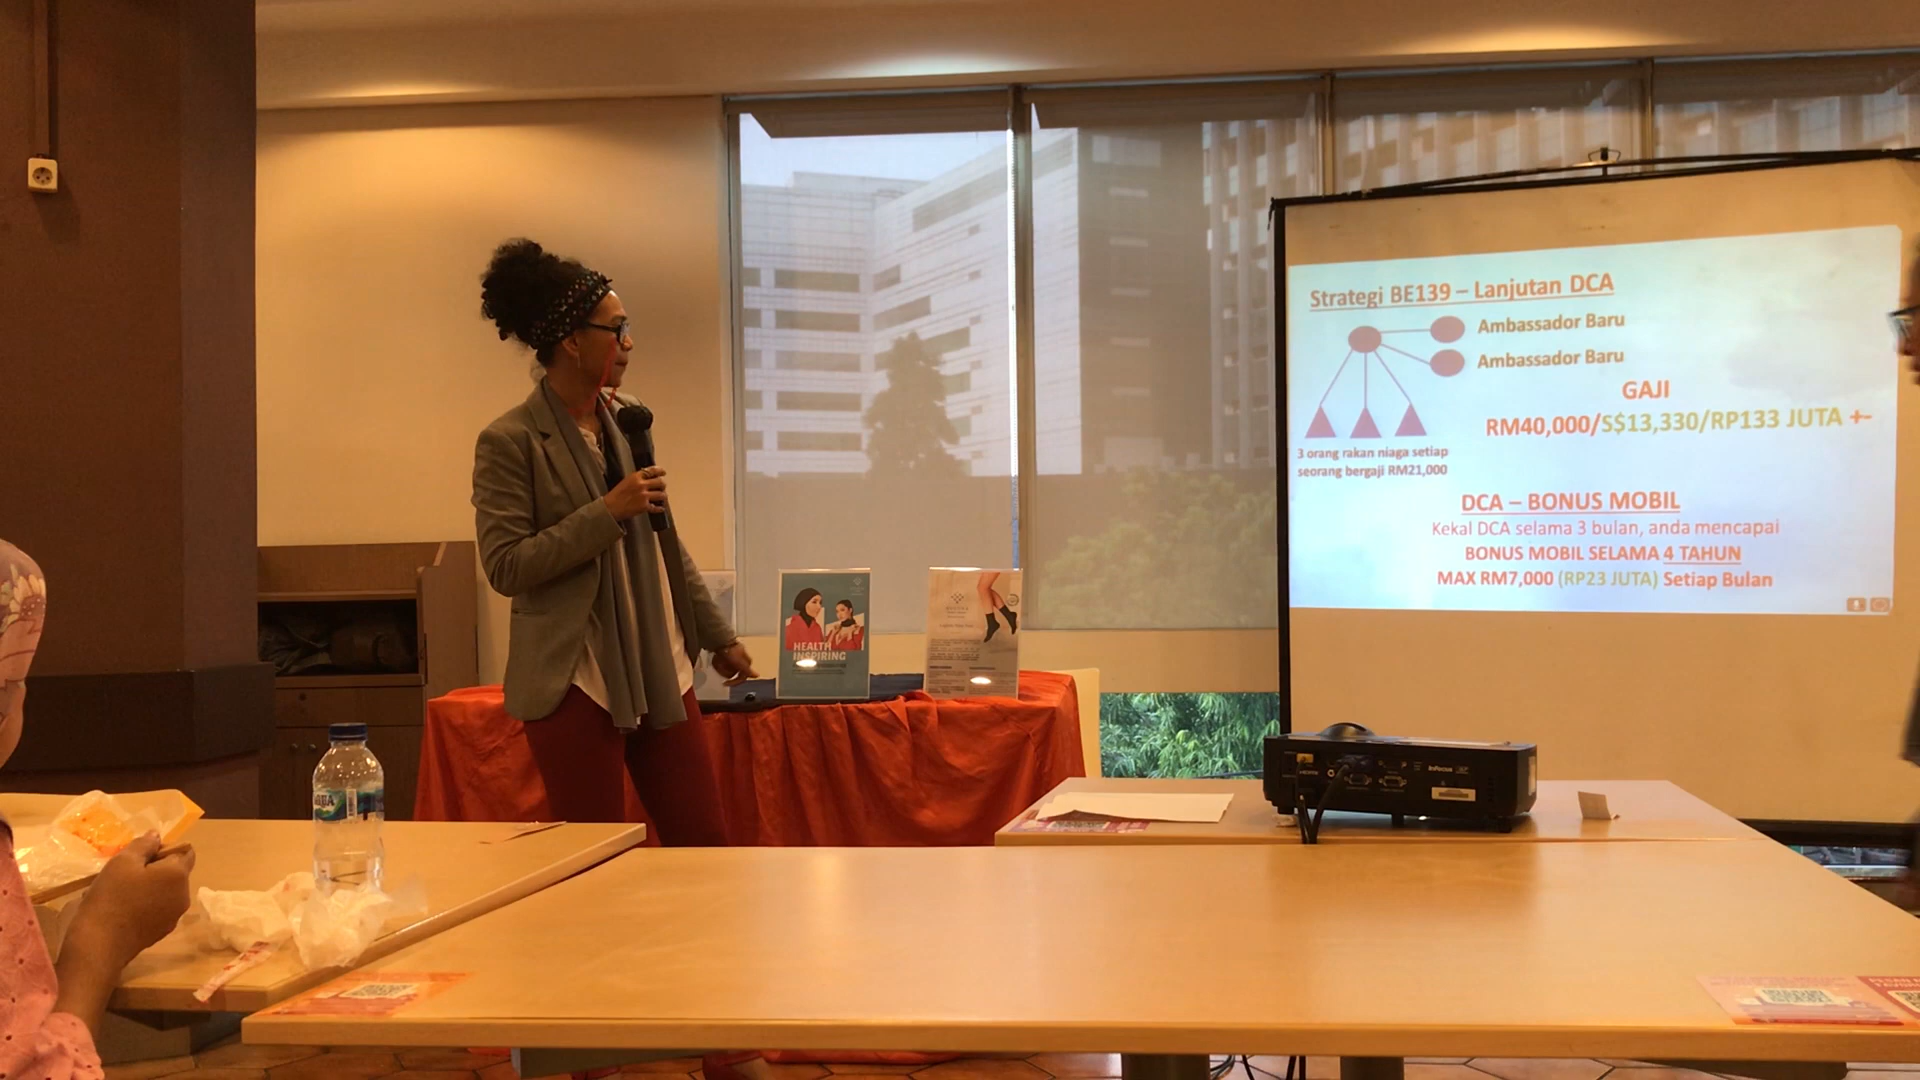 Strategi BE139 – Lanjutan DCA
Ambassador Baru
Ambassador Baru
GAJI
RM40,000/S$13,330/RP133 JUTA +-
3 orang rakan niaga setiap
seorang bergaji RM21,000
DCA – BONUS MOBIL
Kekal DCA selama 3 bulan, anda mencapai
BONUS MOBIL SELAMA 4 TAHUN
MAX RM7,000 (RP23 JUTA) Setiap Bulan
HEALTH
INSPIRING
InFocus
HDMI
AQUA